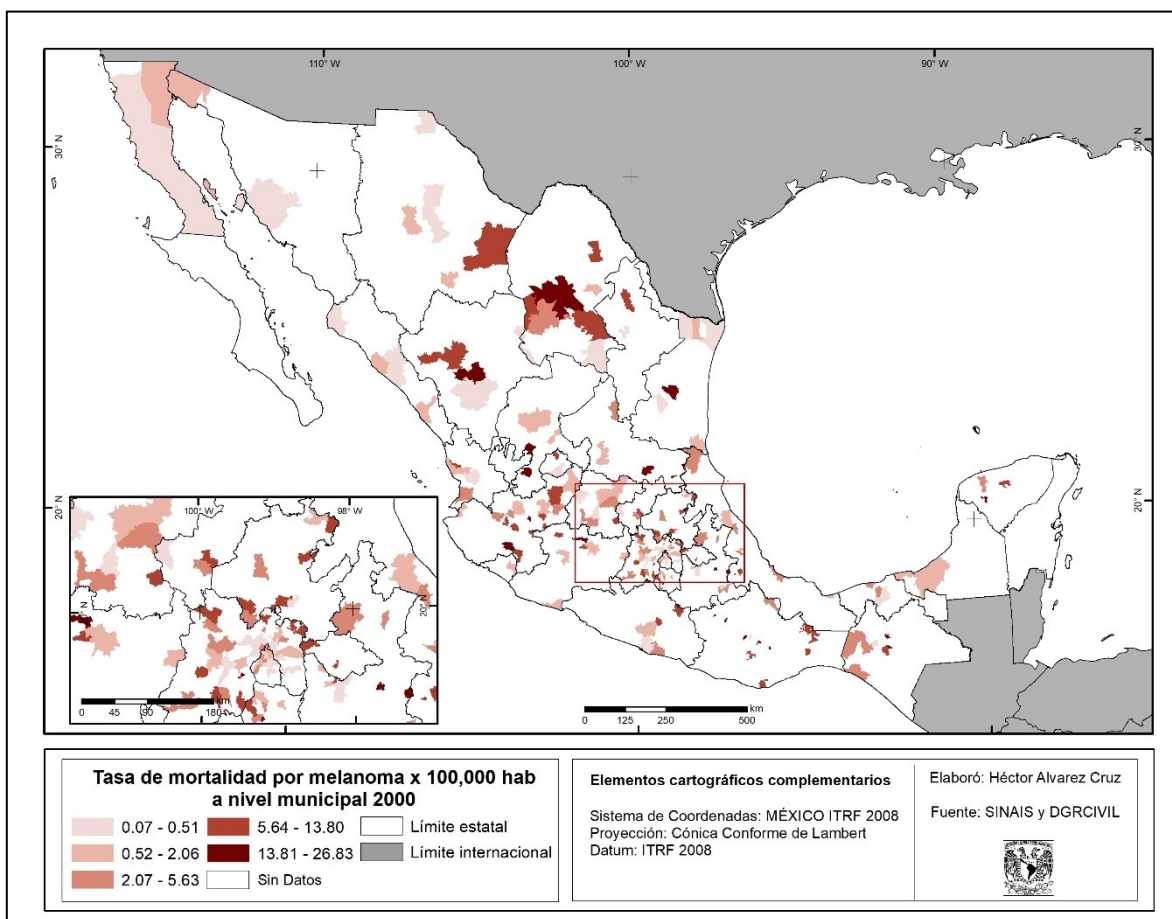 110° W
100° W
90° W
30° N
30° N
20° N
20° N
100° W
98° W
20° N
km
0
45
90
180
km
0
125
250
500
Tasa de mortalidad por melanoma x 100,000 hab
a nivel municipal 2000
0.07 - 0.51
5.64 - 13.80
Límite estatal
0.52 - 2.06
13.81 - 26.83
Límite internacional
2.07 - 5.63
Sin Datos
Elementos cartográficos complementarios
Sistema de Coordenadas: MÉXICO ITRF 2008
Proyección: Cónica Conforme de Lambert
Datum: ITRF 2008
Elaboró: Héctor Alvarez Cruz
Fuente: SINAIS y DGRCIVIL